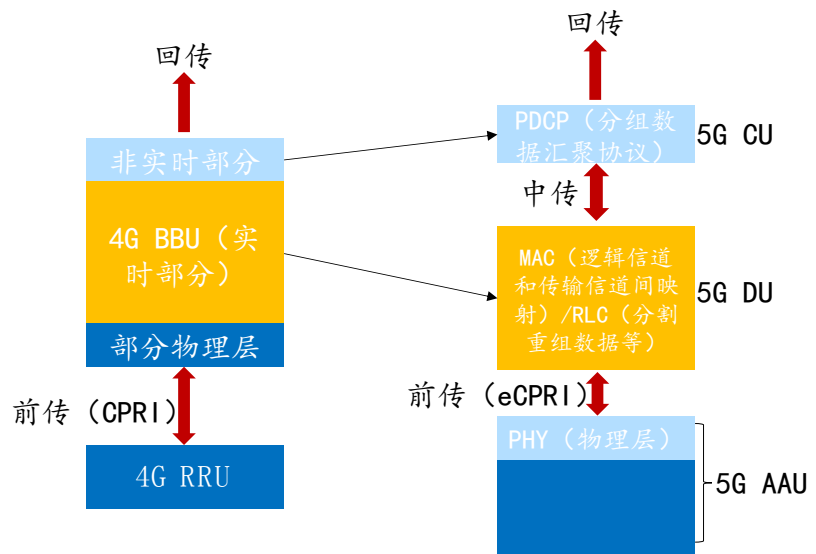 回传
非实时部分
4G BBU（实
时部分）
部分物理层
前传（CPRI）
4G RRU
回传
PDCP（分组数
据汇聚协议）
5G CU
中传
MAC（逻辑信道
和传输信道间映
射）/RLC（分割
重组数据等）
5G DU
前传（eCPRI）
PHY（物理层）
5G AAU